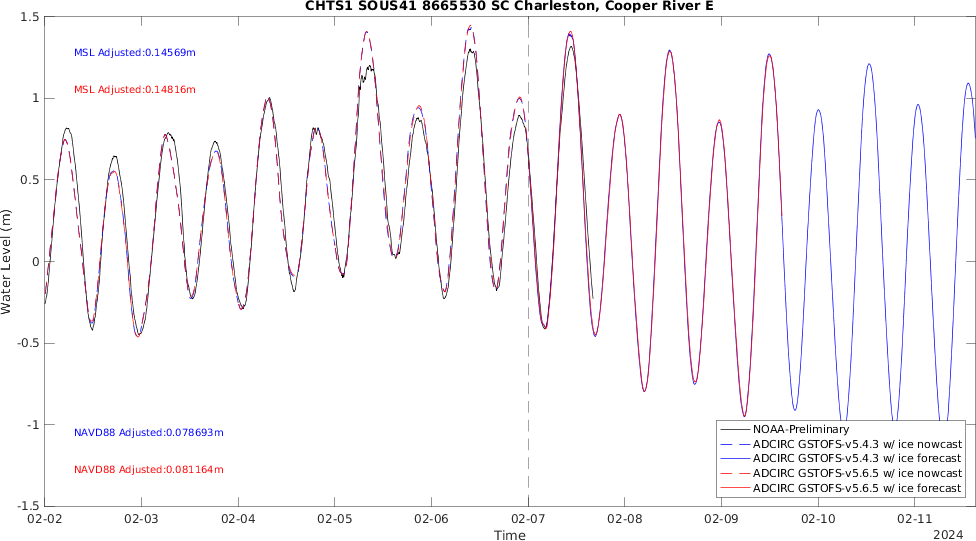 CHTS1 SOUS41 8665530 SC Charleston, Cooper River E
1.5
1
0.5
0
-0.5
-1
-1.5
Water Level (m)
MSL Adjusted:0.14569m
MSL Adjusted:0.14816m
NAVD88 Adjusted:0.078693m
NAVD88 Adjusted:0.081164m
NOAA-Preliminary
ADCIRC GSTOFS-v5.4.3 w/ ice nowcast
ADCIRC GSTOFS-v5.4.3 w/ ice forecast
ADCIRC GSTOFS-v5.6.5 w/ ice nowcast
ADCIRC GSTOFS-v5.6.5 w/ ice forecast
02-02 02-03 02-04 02-05 02-06 02-07 02-08 02-09 02-10 02-11
Time
2024